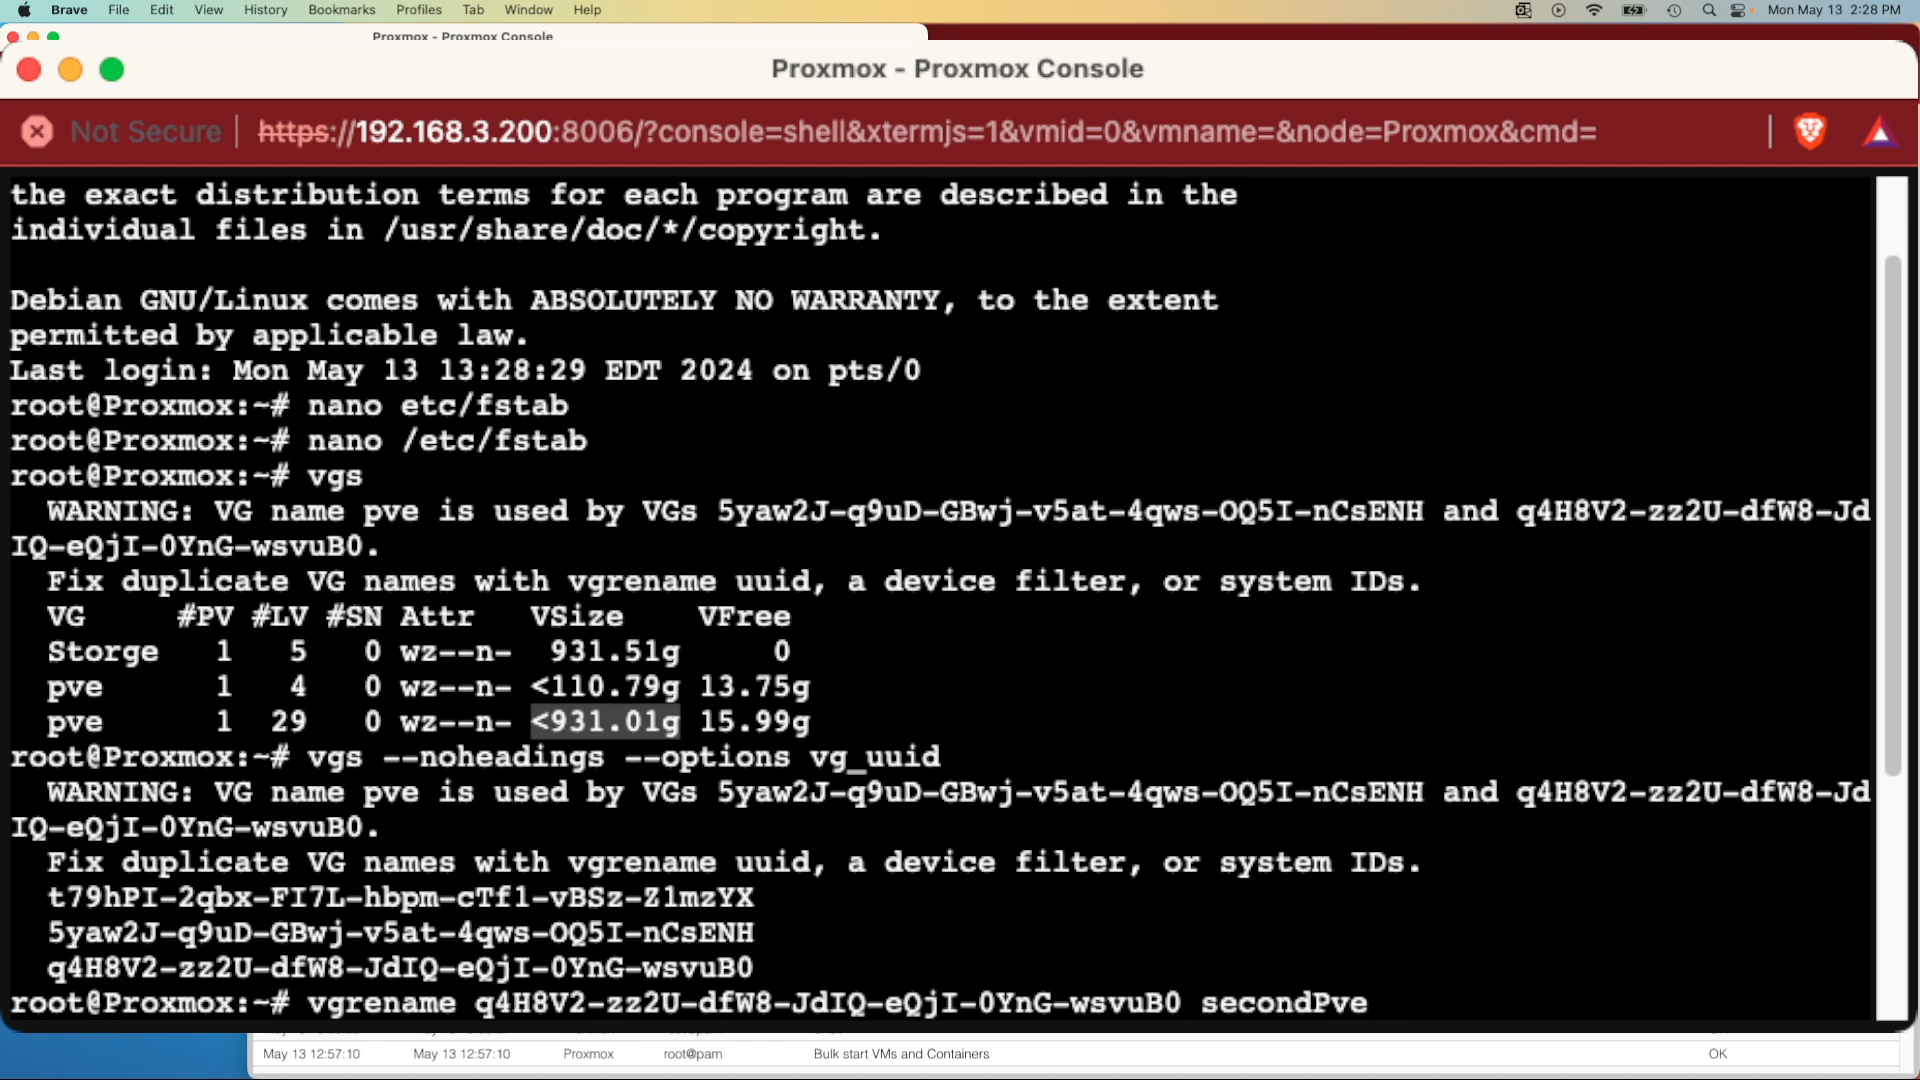 Brave File Edit View History Bookmarks Profiles Tab Window Help Mon May 13 2:28 PM
Proxmox - Proxmox Console
Proxmox - Proxmox Console
Not Secure https://192.168.3.200:8006/?console=shell&xtermjs=1&vmid=0&vmname=&node=Proxmox&cmd=
the exact distribution terms for each program are described in the
individual files in /usr/share/doc/*/copyright.
Debian GNU/Linux comes with ABSOLUTELY NO WARRANTY, to the extent
permitted by applicable law.
Last login: Mon May 13 13:28:29 EDT 2024 on pts/0
root@Proxmox:~# nano etc/fstab
root@Proxmox:~# nano /etc/fstab
root@Proxmox:~# vgs
WARNING: VG name pve is used by VGs 5yaw2J-q9uD-GBwj-v5at-4qws-OQ5I-nCsENH and q4H8V2-zz2U-dfW8-Jd
IQ-eQjI-0YnG-wsvuB0.
Fix duplicate VG names with vgrename uuid, a device filter, or system IDs.
VG #PV #LV #SN Attr VSize VFree
Storge 1 5 0 wz--n- 931.51g 0
pve 1 4 0 wz--n- <110.79g 13.75g
pve 1 29 0 wz--n- <931.01g 15.99g
root@Proxmox:~# vgs --noheadings --options vg_uuid
WARNING: VG name pve is used by VGs 5yaw2J-q9uD-GBwj-v5at-4qws-OQ5I-nCsENH and q4H8V2-zz2U-dfW8-Jd
IQ-eQjI-0YnG-wsvuB0.
Fix duplicate VG names with vgrename uuid, a device filter, or system IDs.
t79hPI-2qbx-FI7L-hbpm-cTfl-vBSz-Z1mzYX
5yaw2J-q9uD-GBwj-v5at-4qws-OQ5I-nCsENH
q4H8V2-zz2U-dfW8-JdIQ-eQjI-0YnG-wsvuB0
root@Proxmox:~# vgrename q4H8V2-zz2U-dfW8-JdIQ-eQjI-0YnG-wsvuB0 secondPve
May 13 12:57:10 May 13 12:57:10 Proxmox root@pam Bulk start VMs and Containers OK